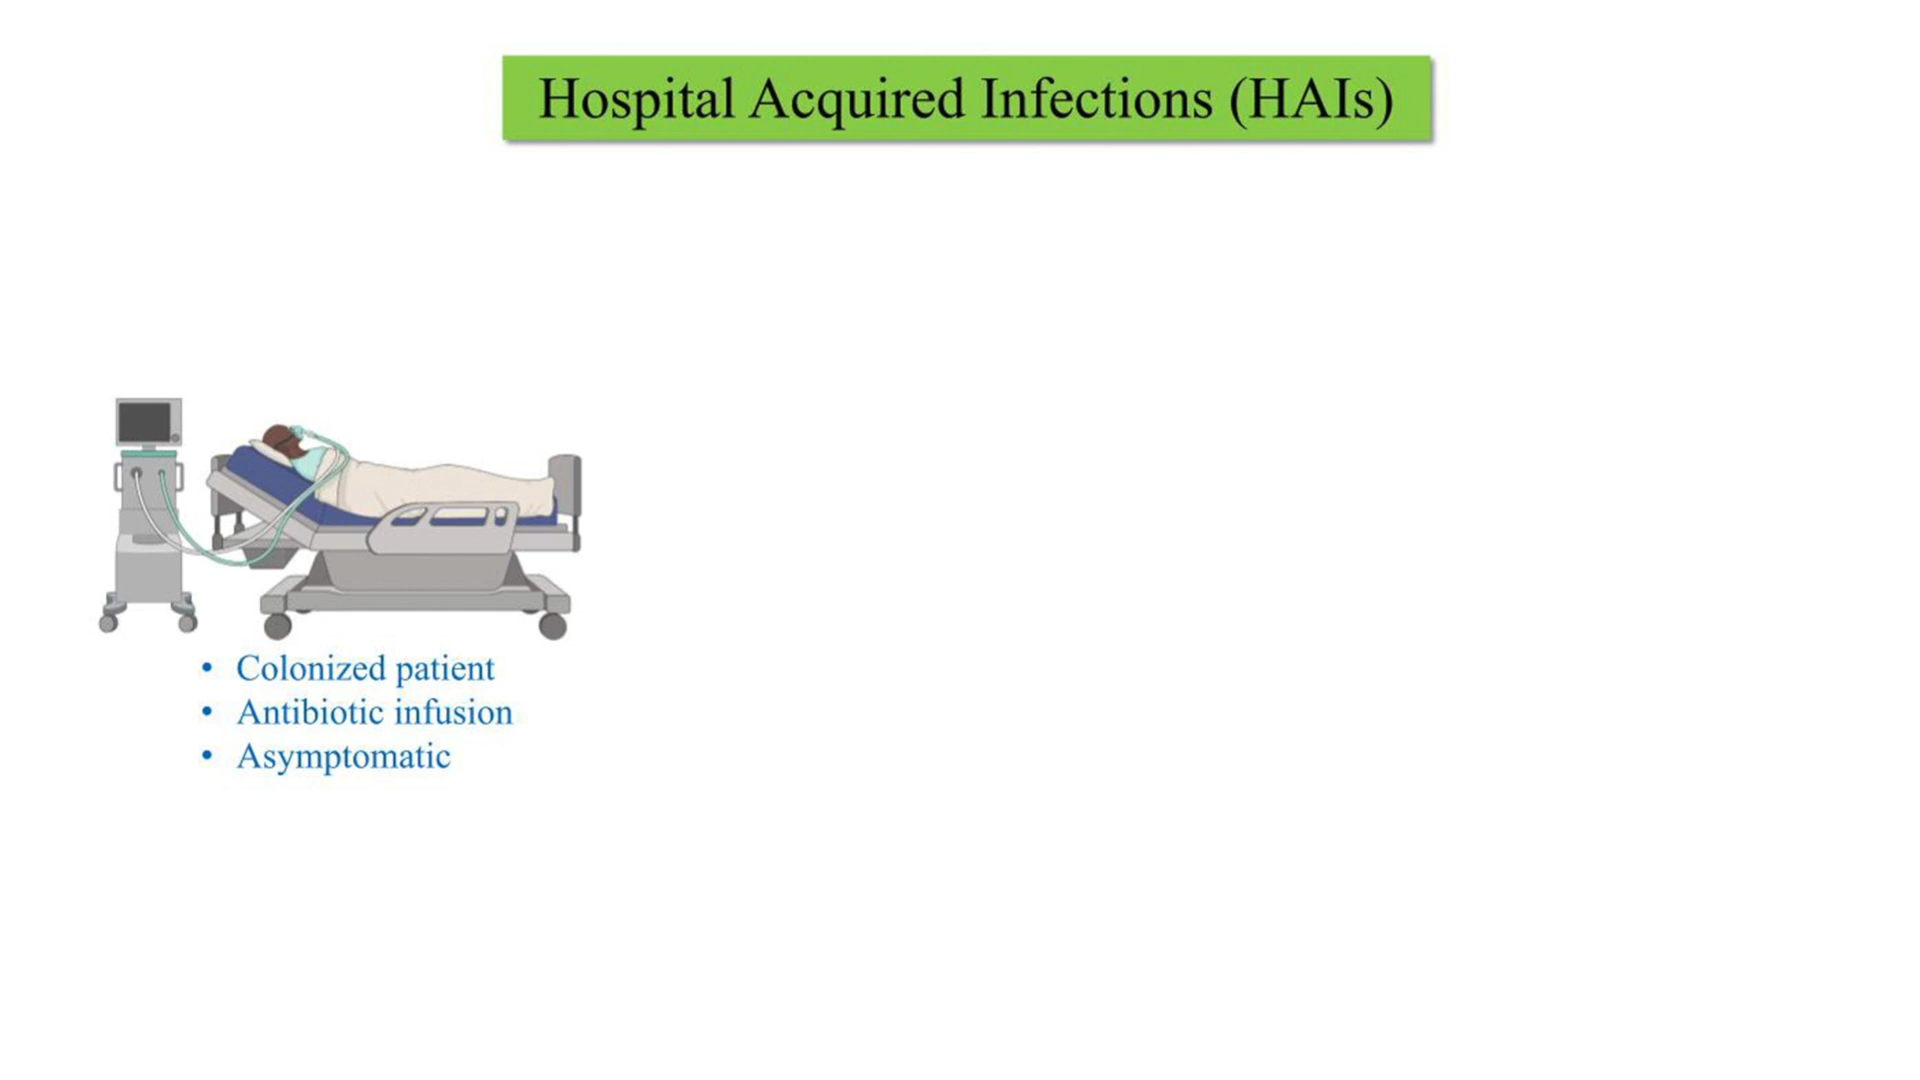 Hospital Acquired Infections (HAIs)
• Colonized patient
• Antibiotic infusion
• Asymptomatic